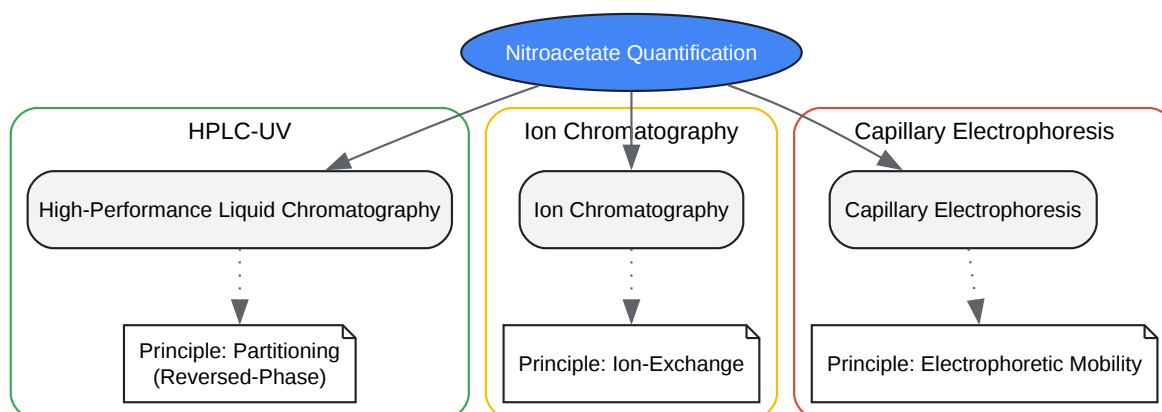 Nitroacetate Quantification
HPLC-UV
High-Performance Liquid Chromatography
Principle: Partitioning
(Reversed-Phase)
Ion Chromatography
Ion Chromatography
Principle: Ion-Exchange
Capillary Electrophoresis
Capillary Electrophoresis
Principle: Electrophoretic Mobility